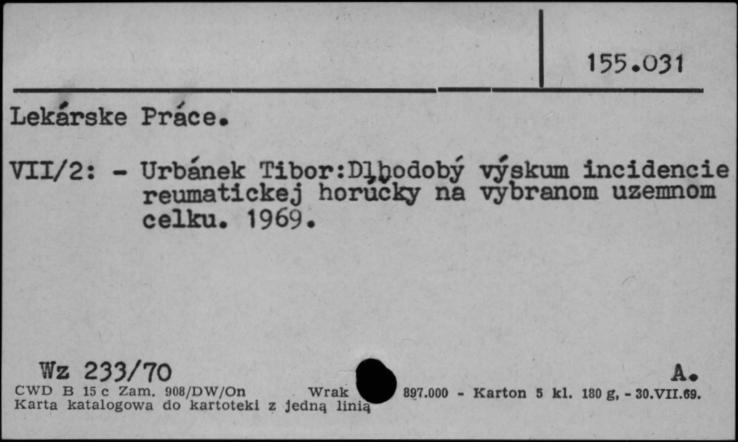 155.031
Lekárske Práce.
VII/2: - Urbánek Tibor:Dlhodobý výskum incidencie
reumatickej horúčky na vybranom uzemnom
celku. 1969.
Wz 233/70
A.
CWD B 15 c Zam. 908/DW/On Wrak 897.000 - Karton 5 kl. 180 g, - 30.VII.69.
Karta katalogowa do kartoteki z jedną linią